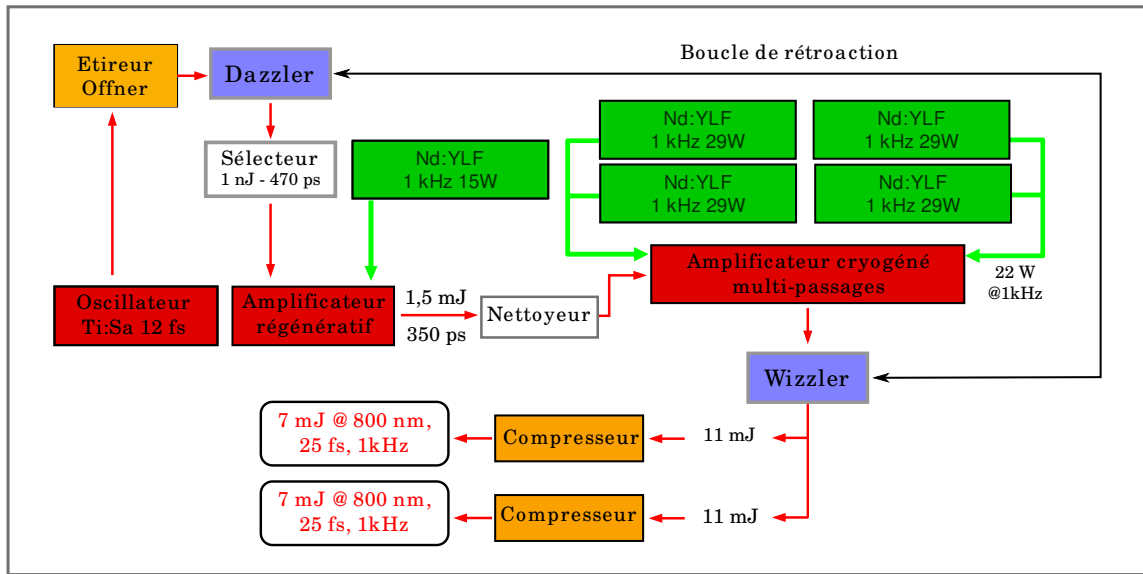 Boucle de rétroaction
Etireur
Offner
Dazzler
Nd:YLF
1 kHz 29W
Nd:YLF
1 kHz 29W
Sélecteur
1 nJ - 470 ps
Nd:YLF
1 kHz 15W
Nd:YLF
1 kHz 29W
Nd:YLF
1 kHz 29W
Oscillateur
Ti:Sa 12 fs
Amplificateur
régénératif
1,5 mJ
350 ps
Nettoyeur
Amplificateur cryogéné
multi-passages
22 W
@1kHz
Wizzler
7 mJ @ 800 nm,
25 fs, 1kHz
Compresseur
11 mJ
7 mJ @ 800 nm,
25 fs, 1kHz
Compresseur
11 mJ